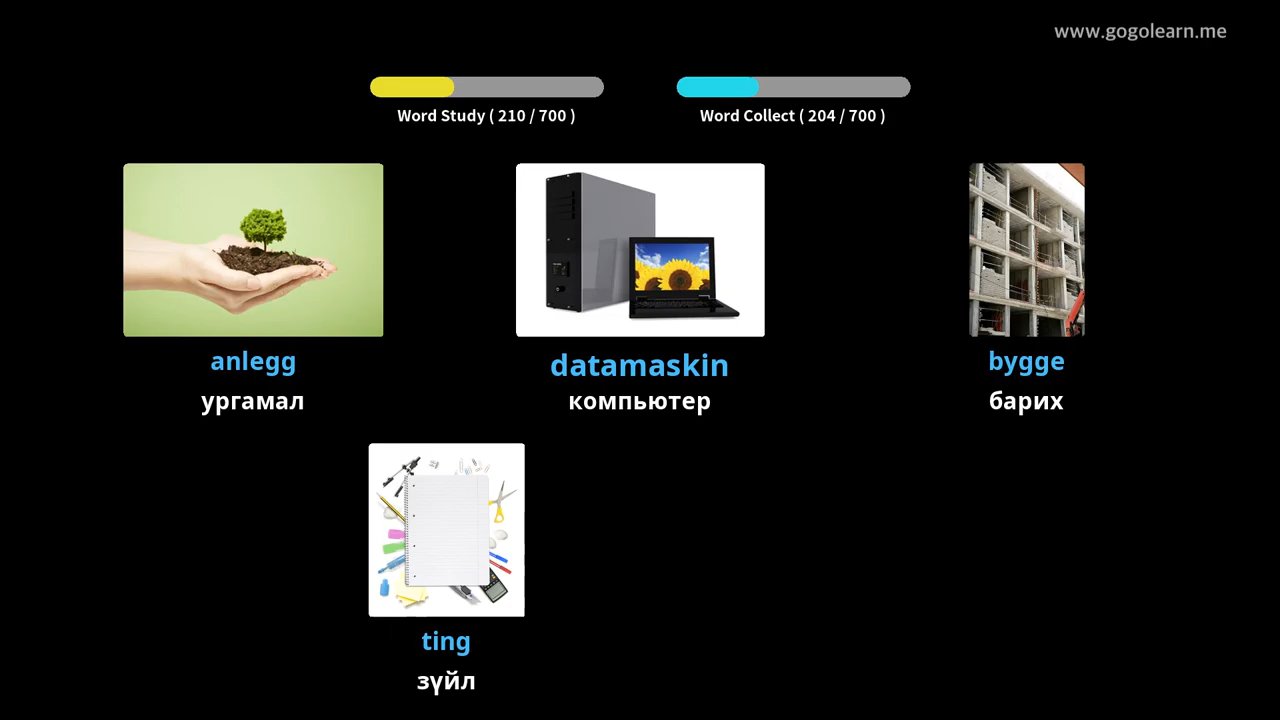 www.gogolearn.me
Word Study ( 210 / 700 )
Word Collect ( 204 / 700 )
anlegg
ургамал
datamaskin
компьютер
bygge
барих
ting
зүйл